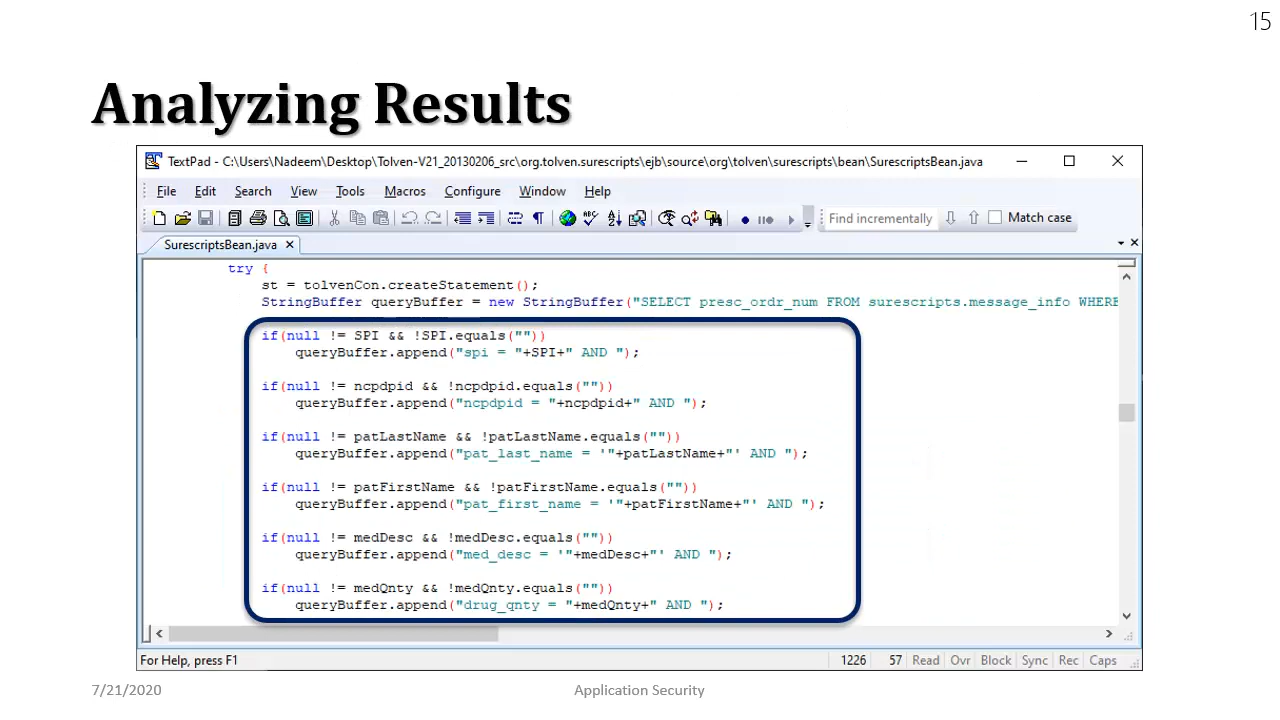 15
Analyzing Results
TextPad - C:\Users\Nadeem\Desktop\Tolven-V21_20130206_src\org.tolven.surescripts\ejb\source\org\tolven\surescripts\bean\SurescriptsBean.java
File Edit Search View Tools Macros Configure Window Help
Find incrementally Match case
SurescriptsBean.java
try {
st = tolvenCon.createStatement();
StringBuffer queryBuffer = new StringBuffer("SELECT presc_ordr_num FROM surescripts.message_info WHERE
if(null != SPI && !SPI.equals(""))
queryBuffer.append("spi = "+SPI+" AND ");
if(null != ncpdpid && !ncpdpid.equals(""))
queryBuffer.append("ncpdpid = "+ncpdpid+" AND ");
if(null != patLastName && !patLastName.equals(""))
queryBuffer.append("pat_last_name = '"+patLastName+"' AND ");
if(null != patFirstName && !patFirstName.equals(""))
queryBuffer.append("pat_first_name = '"+patFirstName+"' AND ");
if(null != medDesc && !medDesc.equals(""))
queryBuffer.append("med_desc = '"+medDesc+"' AND ");
if(null != medQnty && !medQnty.equals(""))
queryBuffer.append("drug_qnty = "+medQnty+" AND ");
For Help, press F1 1226 57 Read Ovr Block Sync Rec Caps
7/21/2020 Application Security